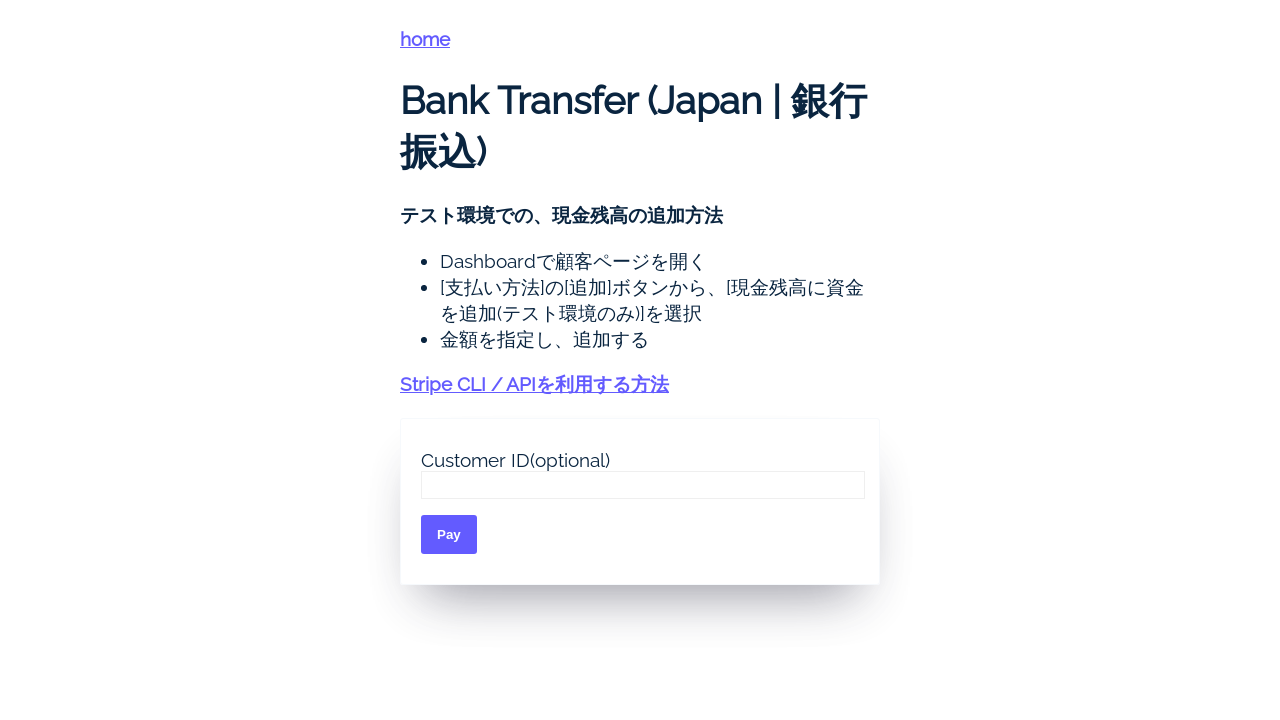 home
Bank Transfer (Japan | 銀行
振込)
テスト環境での、現金残高の追加方法
Dashboardで顧客ページを開く
[支払い方法]の[追加]ボタンから、[現金残高に資金
を追加(テスト環境のみ)]を選択
金額を指定し、追加する
Stripe CLI / APIを利用する方法
Customer ID(optional)
Pay